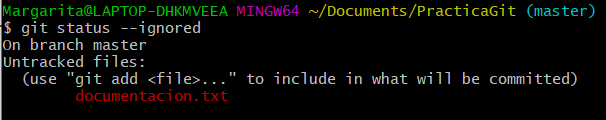 Margarita@LAPTOP-DHKMVEEA MINGW64 ~/Documents/PracticaGit (master)
$ git status --ignored
On branch master
Untracked files:
  (use "git add <file>..." to include in what will be committed)
        documentacion.txt